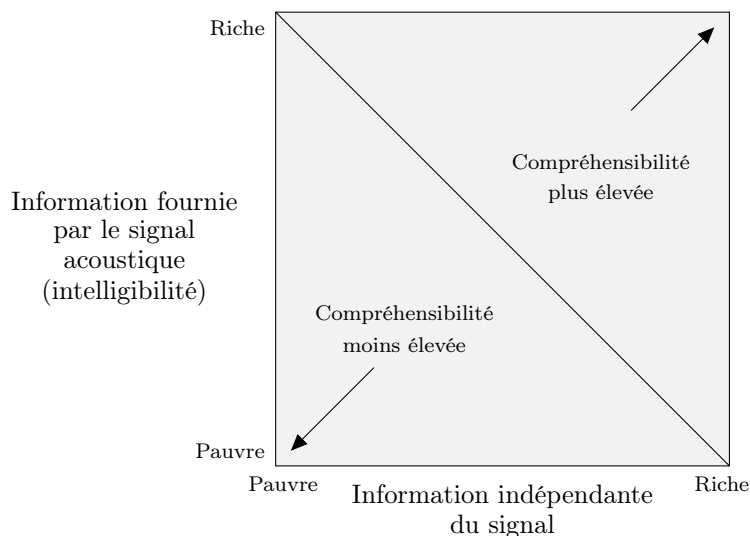 Riche
Compréhensibilité
plus élevée
Information fournie
par le signal
acoustique
(intelligibilité)
Compréhensibilité
moins élevée
Pauvre
Pauvre
Riche
Information indépendante
du signal